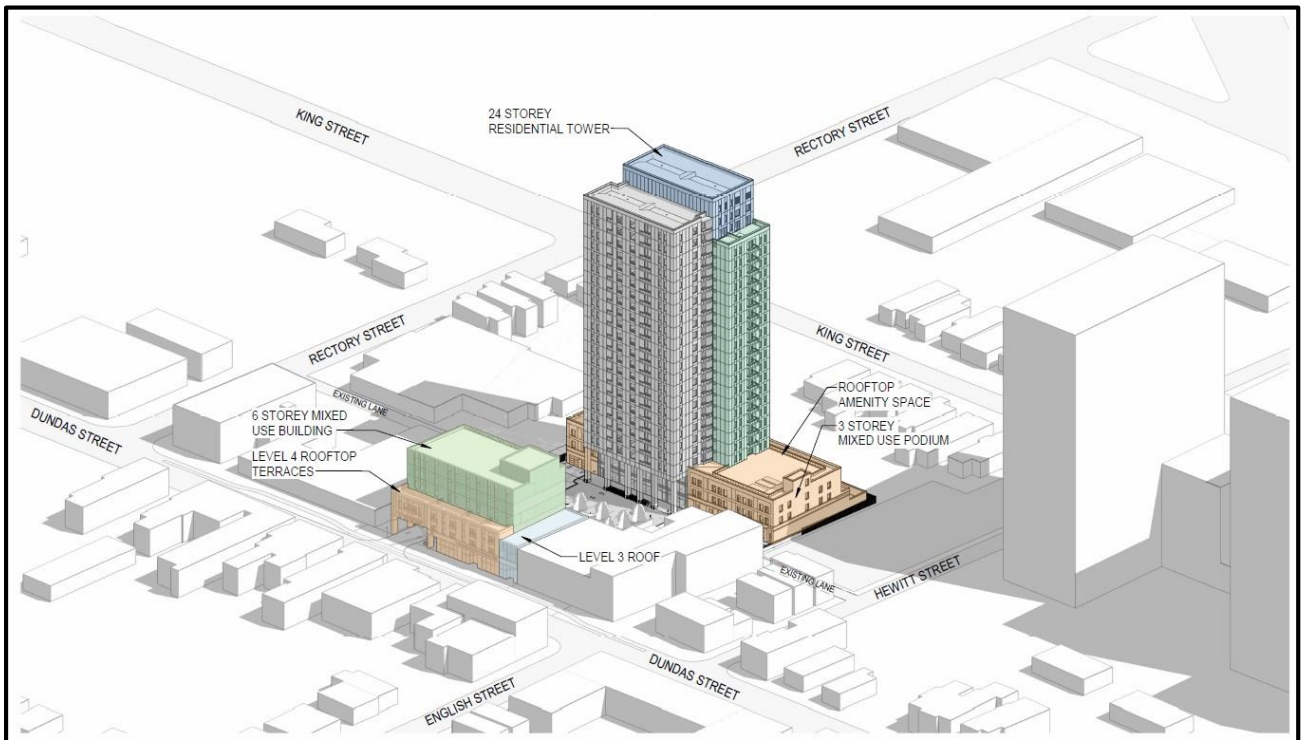 24 STOREY
RESIDENTIAL TOWER
KING STREET
RECTORY STREET
RECTORY STREET
KING STREET
EXISTING LANE
ROOFTOP
AMENITY SPACE
3 STOREY
MIXED USE PODIUM
DUNDAS STREET
6 STOREY MIXED
USE BUILDING
LEVEL 4 ROOFTOP
TERRACES
LEVEL 3 ROOF
EXISTING LANE
HEWITT STREET
DUNDAS STREET
ENGLISH STREET